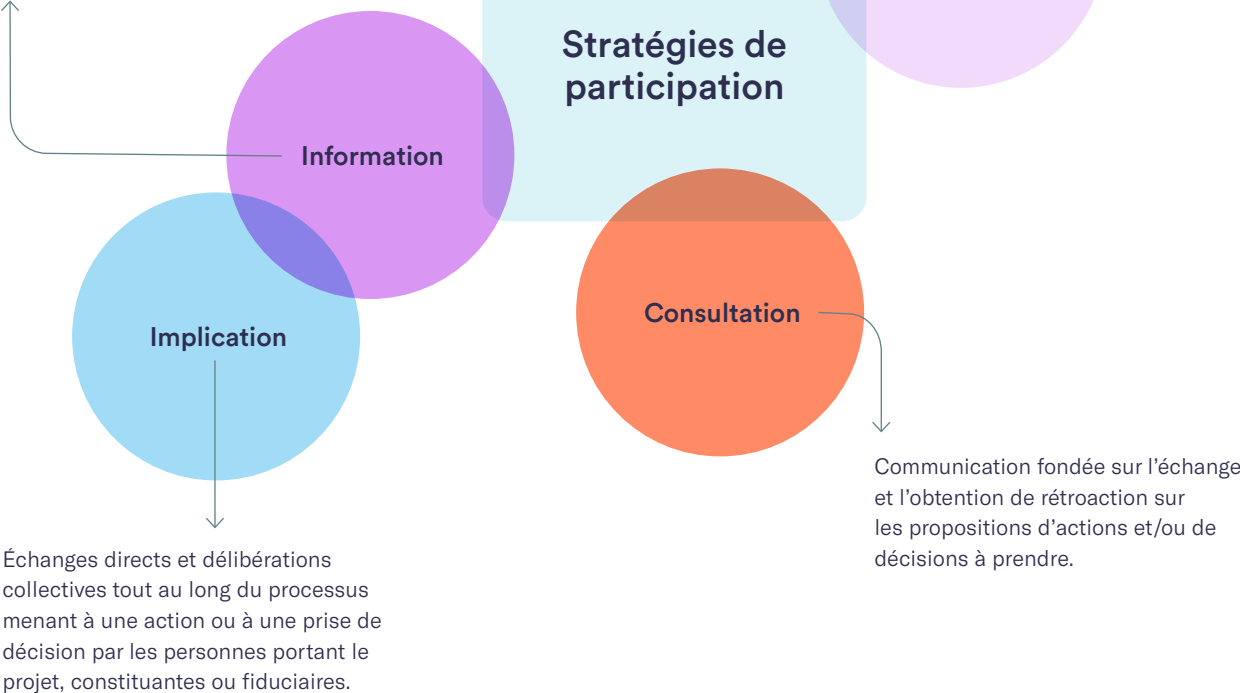 Stratégies de
participation
Information
Implication
Consultation
Communication fondée sur l’échange
et l’obtention de rétroaction sur
les propositions d’actions et/ou de
décisions à prendre.
Échanges directs et délibérations
collectives tout au long du processus
menant à une action ou à une prise de
décision par les personnes portant le
projet, constituantes ou fiduciaires.